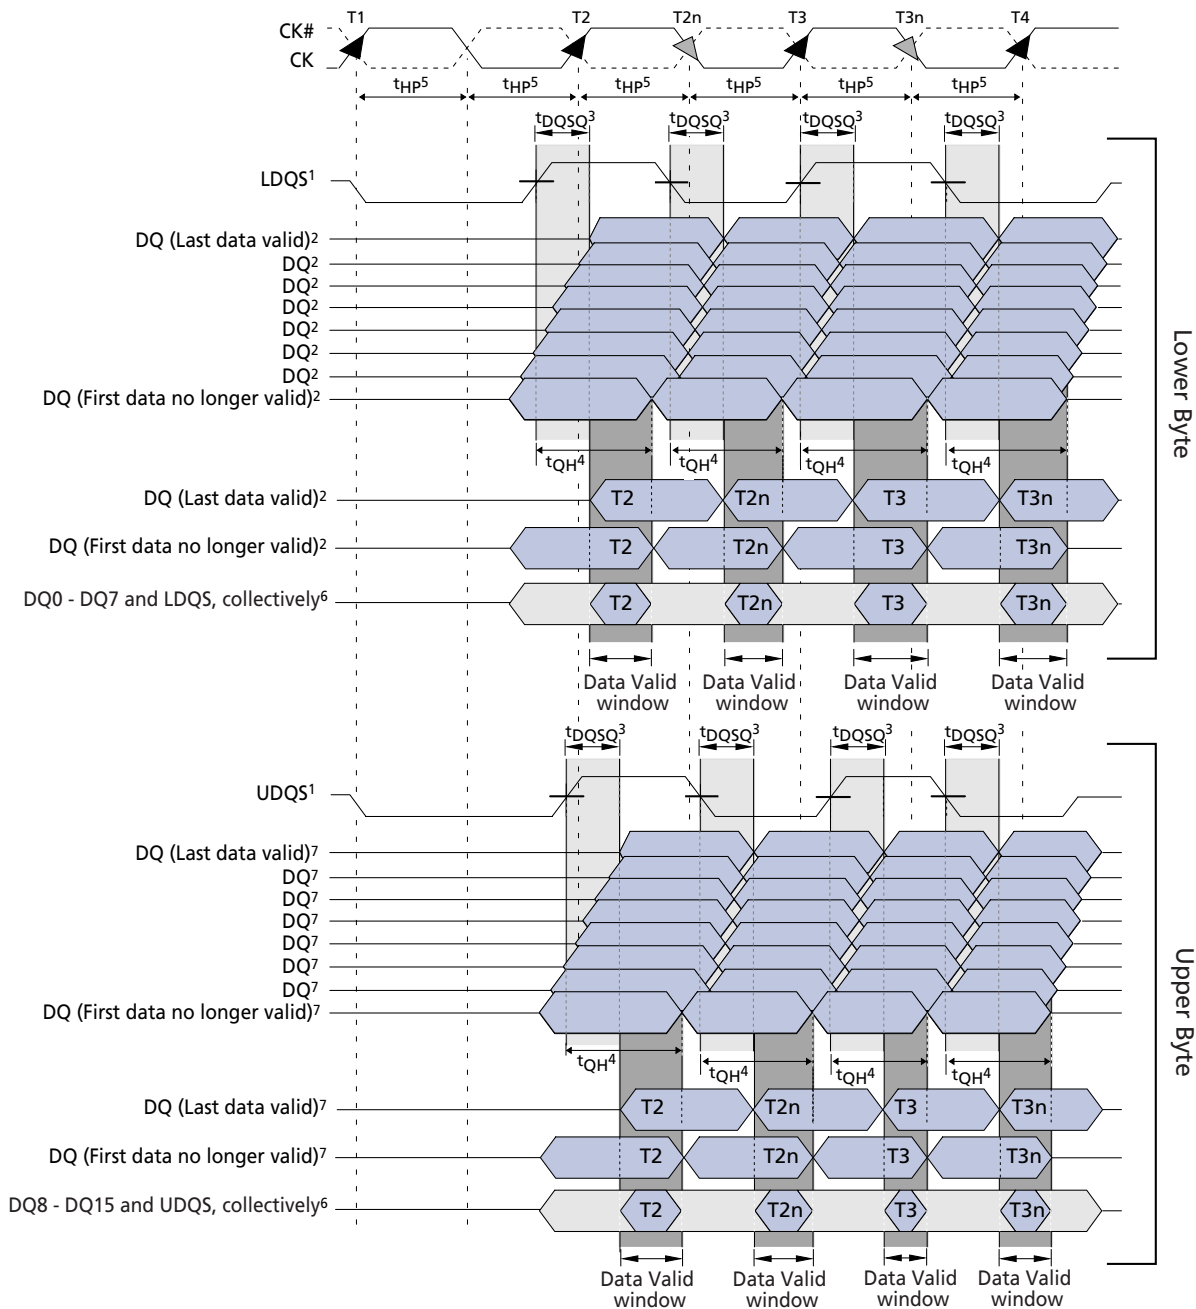 T1 T2 T2n T3 T3n T4
CK#
CK
tHP5 tHP5 tHP5 tHP5 tHP5 tHP5
tDQSQ3 tDQSQ3 tDQSQ3 tDQSQ3
LDQS1
DQ (Last data valid)2
DQ2
DQ2
DQ2
DQ2
DQ2
DQ2
DQ (First data no longer valid)2
Lower Byte
tQH4 tQH4 tQH4 tQH4
DQ (Last data valid)2 T2 T2n T3 T3n
DQ (First data no longer valid)2 T2 T2n T3 T3n
DQ0 - DQ7 and LDQS, collectively6 T2 T2n T3 T3n
Data Valid window Data Valid window Data Valid window Data Valid window
tDQSQ3 tDQSQ3 tDQSQ3 tDQSQ3
UDQS1
DQ (Last data valid)7
DQ7
DQ7
DQ7
DQ7
DQ7
DQ7
DQ (First data no longer valid)7
Upper Byte
tQH4 tQH4 tQH4 tQH4
DQ (Last data valid)7 T2 T2n T3 T3n
DQ (First data no longer valid)7 T2 T2n T3 T3n
DQ8 - DQ15 and UDQS, collectively6 T2 T2n T3 T3n
Data Valid window Data Valid window Data Valid window Data Valid window